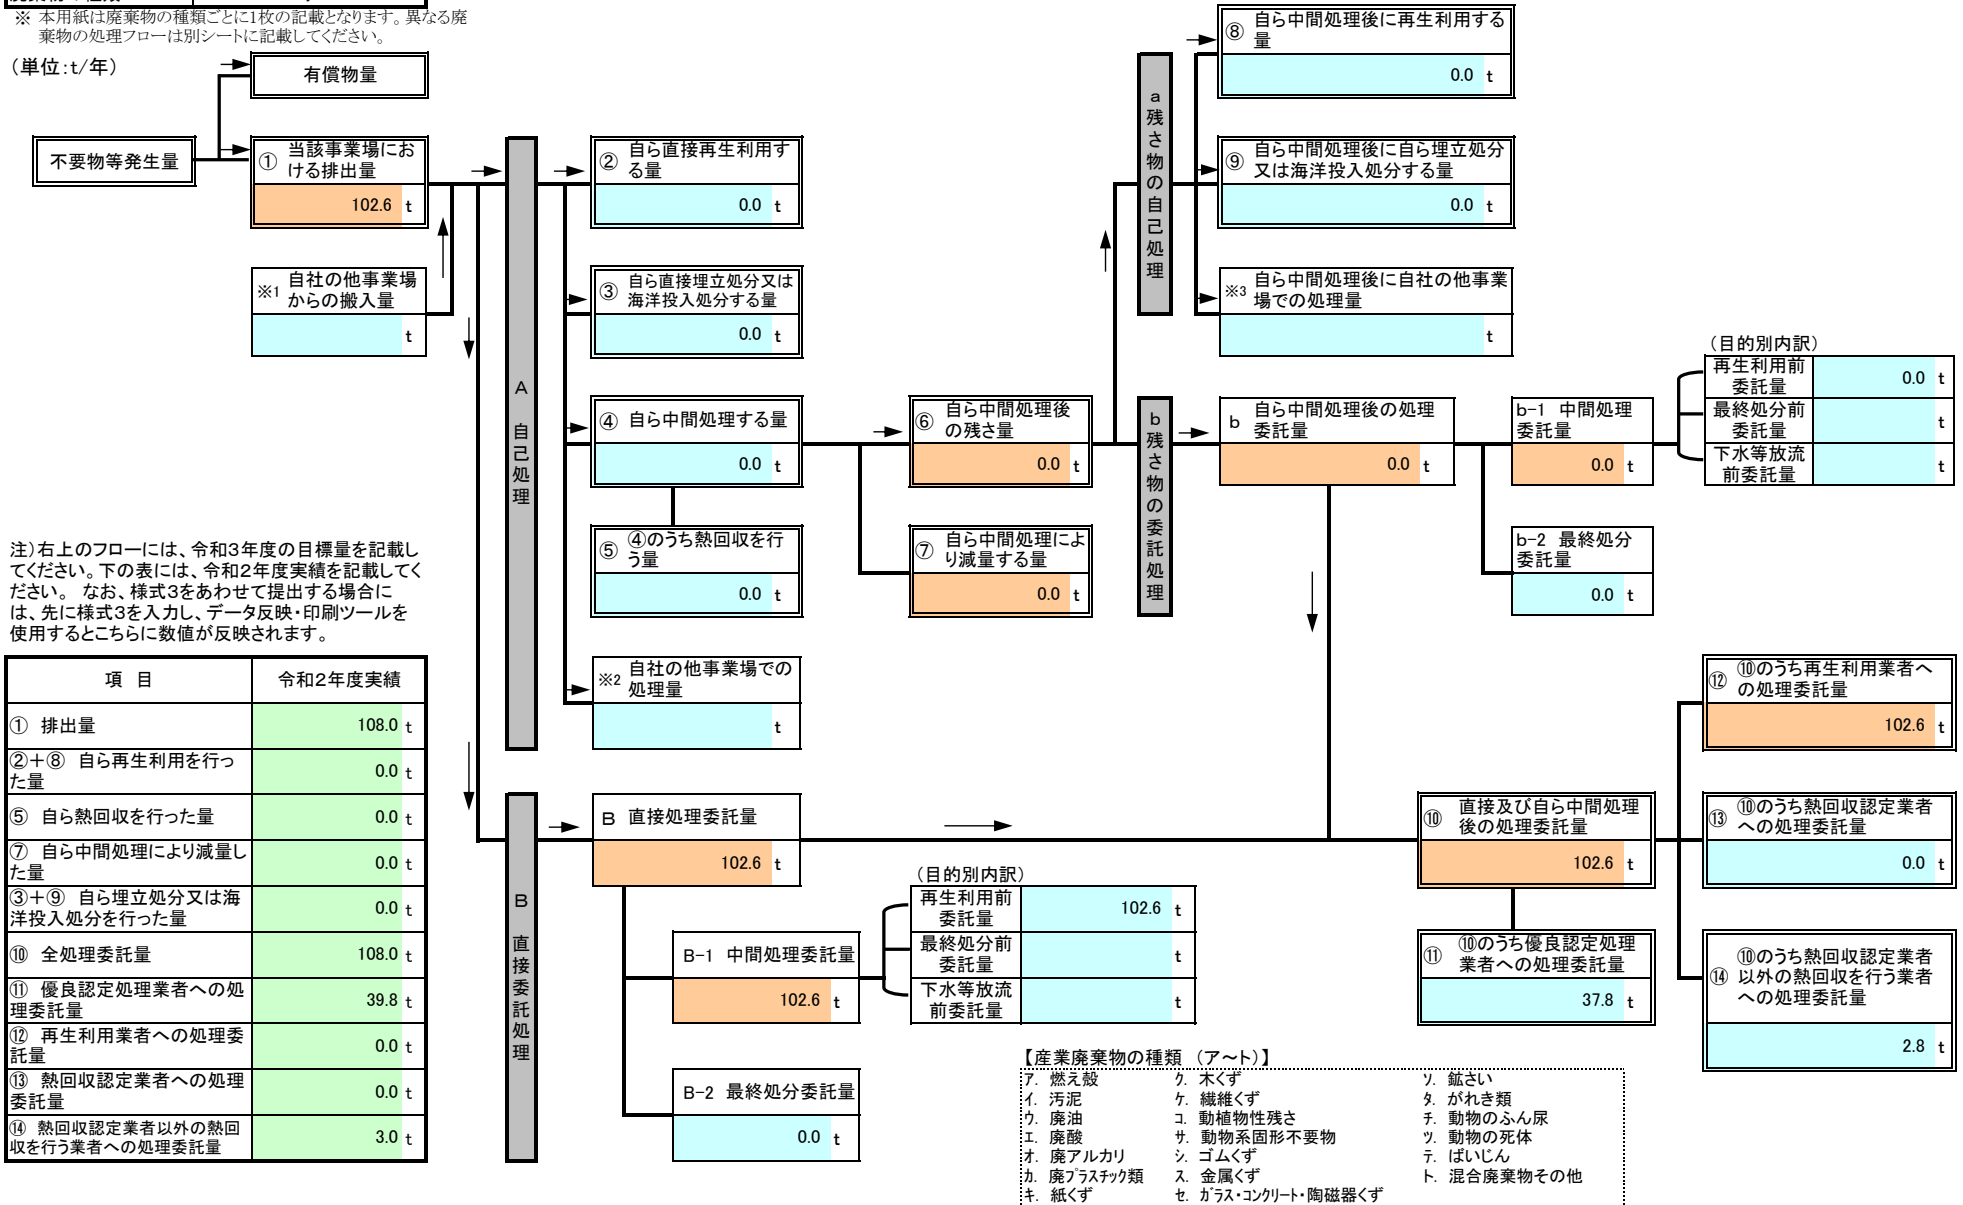 ※ 本用紙は廃棄物の種類ごとに1枚の記載となります。異なる廃
棄物の処理フローは別シートに記載してください。
(単位:t/年)
有償物量
不要物等発生量
① 当該事業場にお
ける排出量
102.6 t
※1 自社の他事業場
からの搬入量
t
A 自己処理
② 自ら直接再生利用す
る量
0.0 t
③ 自ら直接埋立処分又は
海洋投入処分する量
0.0 t
④ 自ら中間処理する量
0.0 t
⑤ ④のうち熱回収を行
う量
0.0 t
※2 自社の他事業場での
処理量
t
⑥ 自ら中間処理後
の残さ量
0.0 t
⑦ 自ら中間処理によ
り減量する量
0.0 t
a 残さ物の自己処理
⑧ 自ら中間処理後に再生利用する
量
0.0 t
⑨ 自ら中間処理後に自ら埋立処分
又は海洋投入処分する量
0.0 t
※3 自ら中間処理後に自社の他事業
場での処理量
t
b 残さ物の委託処理
b 自ら中間処理後の処理
委託量
0.0 t
b-1 中間処理
委託量
0.0 t
b-2 最終処分
委託量
0.0 t
(目的別内訳)
再生利用前
委託量
0.0 t
最終処分前
委託量
t
下水等放流
前委託量
t
注)右上のフローには、令和3年度の目標量を記載し
てください。下の表には、令和2年度実績を記載してく
ださい。 なお、様式3をあわせて提出する場合に
は、先に様式3を入力し、データ反映・印刷ツールを
使用するとこちらに数値が反映されます。
項 目 令和2年度実績
① 排出量 108.0 t
②+⑧ 自ら再生利用を行っ
た量 0.0 t
⑤ 自ら熱回収を行った量 0.0 t
⑦ 自ら中間処理により減量し
た量 0.0 t
③+⑨ 自ら埋立処分又は海
洋投入処分を行った量 0.0 t
⑩ 全処理委託量 108.0 t
⑪ 優良認定処理業者への処
理委託量 39.8 t
⑫ 再生利用業者への処理委
託量 0.0 t
⑬ 熱回収認定業者への処理
委託量 0.0 t
⑭ 熱回収認定業者以外の熱回
収を行う業者への処理委託量 3.0 t
B 直接委託処理
B 直接処理委託量
102.6 t
B-1 中間処理委託量
102.6 t
B-2 最終処分委託量
0.0 t
(目的別内訳)
再生利用前
委託量
102.6 t
最終処分前
委託量
t
下水等放流
前委託量
t
⑩ 直接及び自ら中間処理
後の処理委託量
102.6 t
⑪ ⑩のうち優良認定処理
業者への処理委託量
37.8 t
⑫ ⑩のうち再生利用業者へ
の処理委託量
102.6 t
⑬ ⑩のうち熱回収認定業者
への処理委託量
0.0 t
⑭ ⑩のうち熱回収認定業者
以外の熱回収を行う業者
への処理委託量
2.8 t
【産業廃棄物の種類 (ア~ト)】
ア. 燃え殻 ク. 木くず ソ. 鉱さい
イ. 汚泥 ケ. 繊維くず タ. がれき類
ウ. 廃油 コ. 動植物性残さ チ. 動物のふん尿
エ. 廃酸 サ. 動物系固形不要物 ツ. 動物の死体
オ. 廃アルカリ シ. ゴムくず テ. ばいじん
カ. 廃プラスチック類 ス. 金属くず ト. 混合廃棄物その他
キ. 紙くず セ. ガラス・コンクリート・陶磁器くず